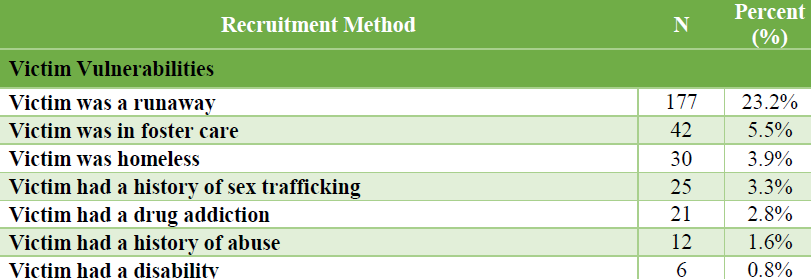 Recruitment Method N Percent (%)
Victim Vulnerabilities
Victim was a runaway 177 23.2%
Victim was in foster care 42 5.5%
Victim was homeless 30 3.9%
Victim had a history of sex trafficking 25 3.3%
Victim had a drug addiction 21 2.8%
Victim had a history of abuse 12 1.6%
Victim had a disability 6 0.8%